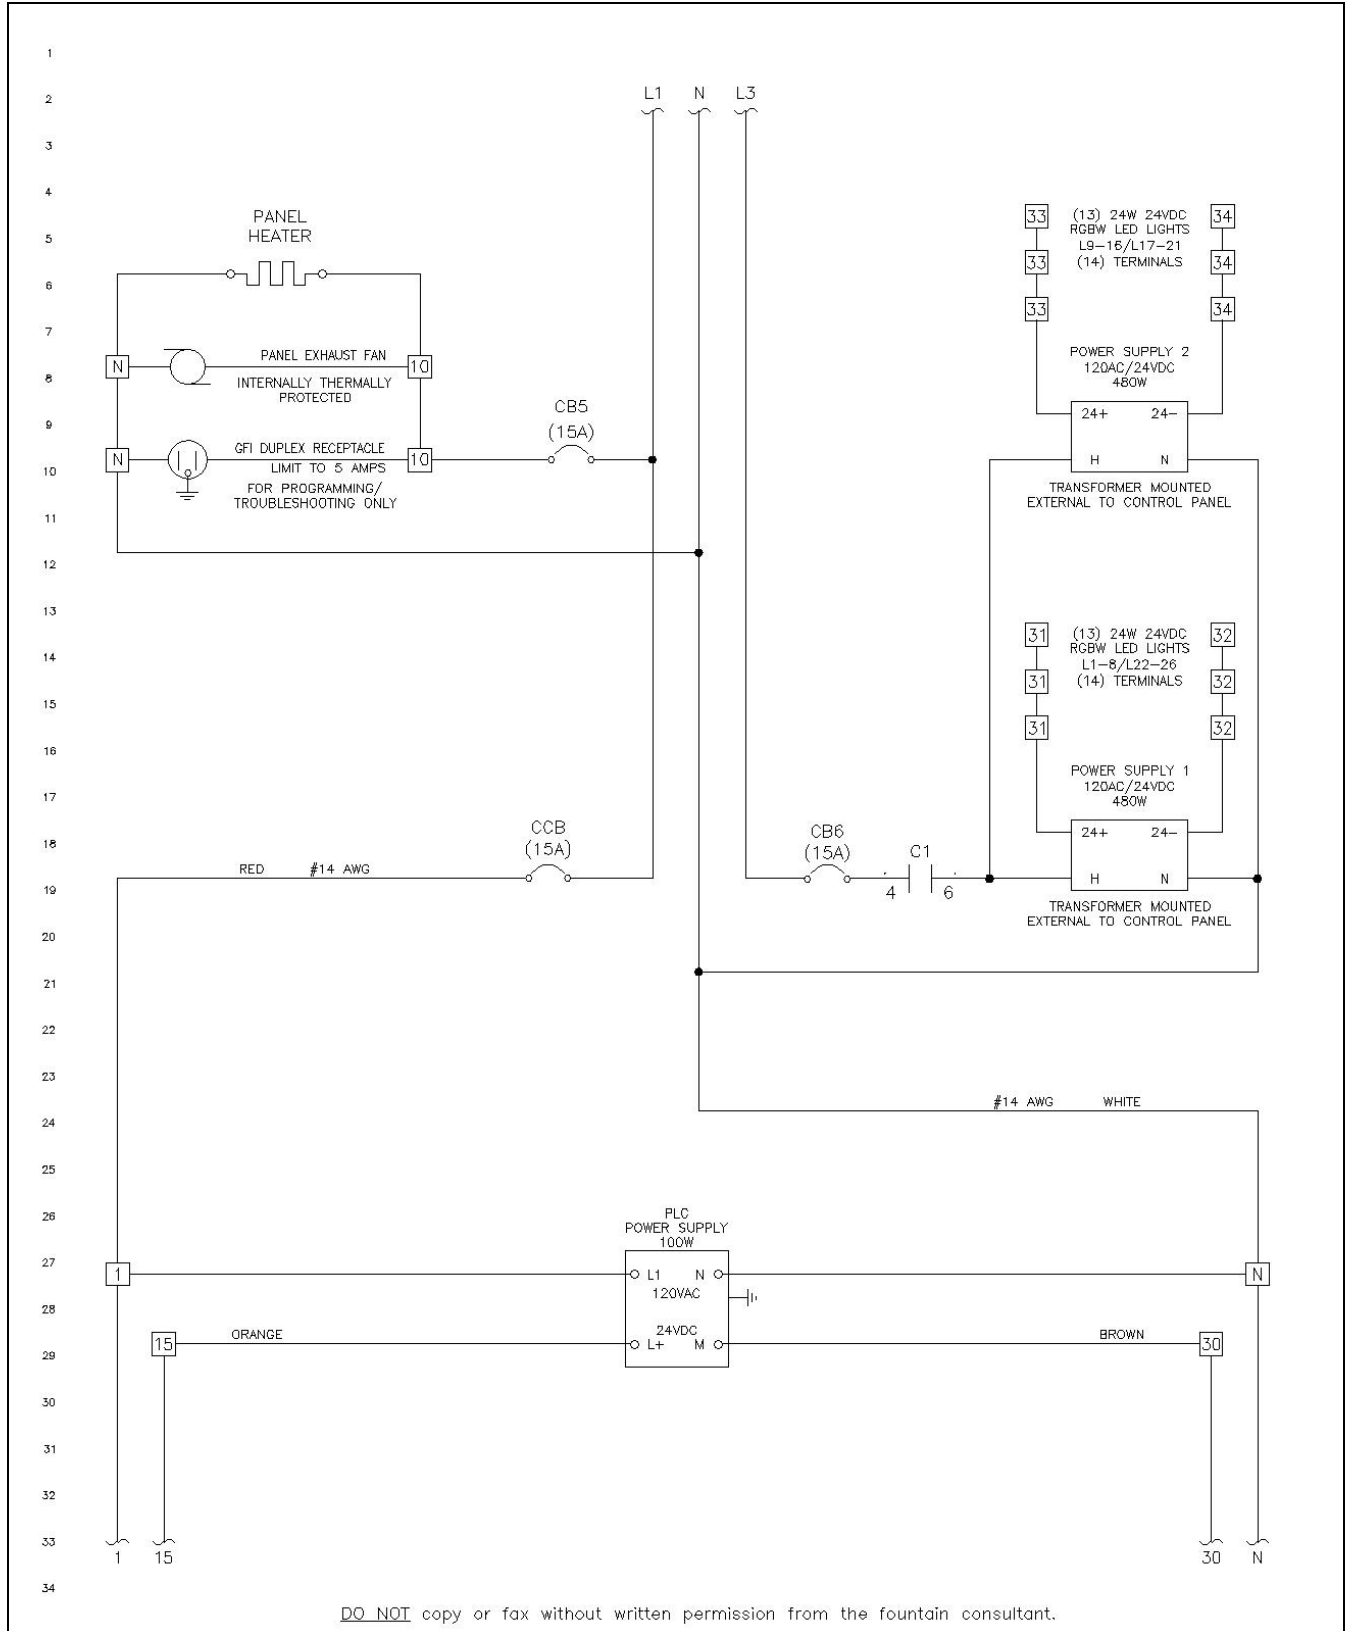 1
2
L1 N L3
3
4
PANEL
HEATER
5
33 (13) 24W 24VDC 34
RGBW LED LIGHTS
L9-16/L17-21
33 (14) TERMINALS 34
6
33 34
7
N PANEL EXHAUST FAN 10
INTERNALLY THERMALLY
PROTECTED
8
POWER SUPPLY 2
120AC/24VDC
480W
9
CB5
(15A)
24+ 24-
N GFI DUPLEX RECEPTACLE 10
LIMIT TO 5 AMPS
FOR PROGRAMMING/
TROUBLESHOOTING ONLY
10
H N
TRANSFORMER MOUNTED
EXTERNAL TO CONTROL PANEL
11
12
13
31 (13) 24W 24VDC 32
RGBW LED LIGHTS
L1-8/L22-26
31 (14) TERMINALS 32
14
15
31 32
16
POWER SUPPLY 1
120AC/24VDC
480W
17
18
CCB
(15A)
CB6
(15A)
C1
24+ 24-
RED #14 AWG
19
4 6
H N
TRANSFORMER MOUNTED
EXTERNAL TO CONTROL PANEL
20
21
22
23
#14 AWG WHITE
24
25
26
PLC
POWER SUPPLY
100W
27
1 L1 N N
120VAC
28
24VDC
15 ORANGE L+ M BROWN 30
29
30
31
32
33
1 15 30 N
34
DO NOT copy or fax without written permission from the fountain consultant.